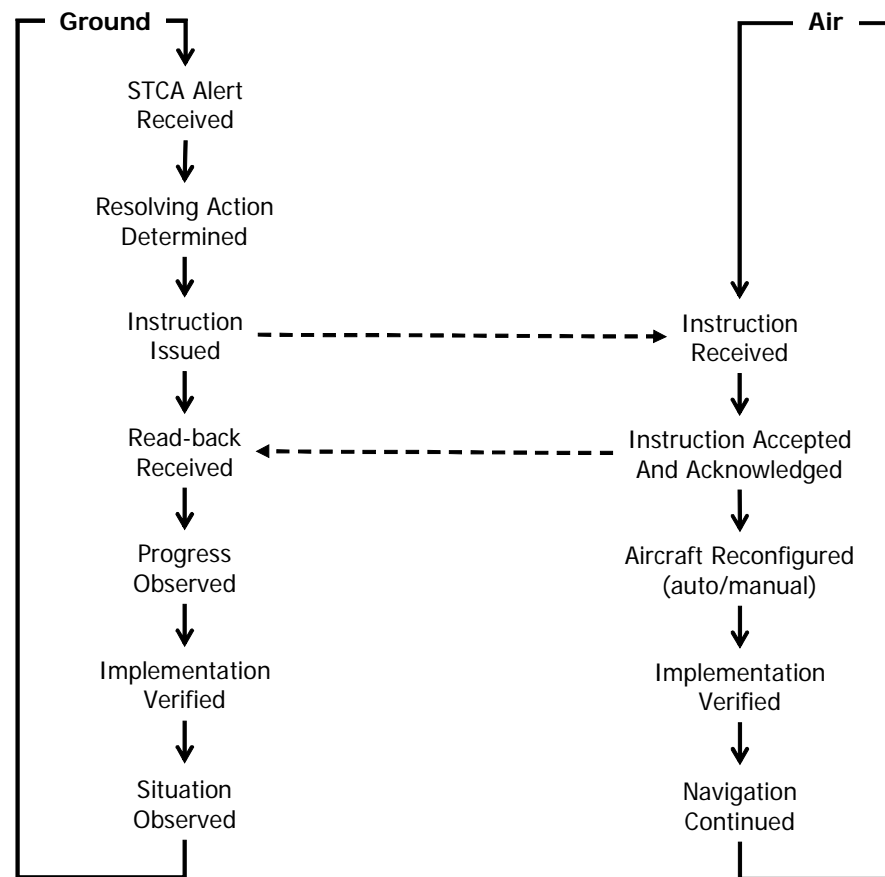 Ground
STCA Alert
Received
Resolving Action
Determined
Instruction
Issued
Read-back
Received
Progress
Observed
Implementation
Verified
Situation
Observed
Air
Instruction
Received
Instruction Accepted
And Acknowledged
Aircraft Reconfigured
(auto/manual)
Implementation
Verified
Navigation
Continued